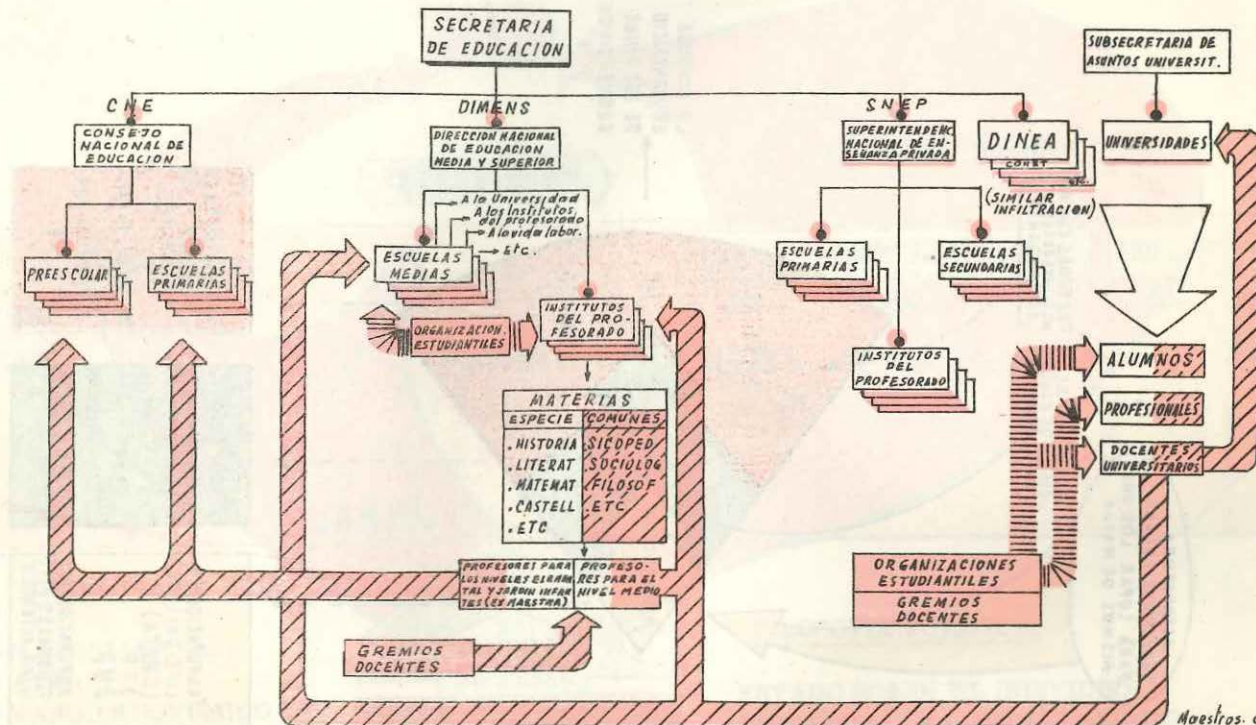 SECRETARIA
DE EDUCACION
SUBSECRETARIA DE
ASUNTOS UNIVERSIT.
CNE
DIMENS
SNEP
CONSEJO
NACIONAL DE
EDUCACION
DIRECCION NACIONAL
DE EDUCACION
MEDIA Y SUPERIOR
SUPERINTENDENC
NACIONAL DE EN-
SEÑANZA PRIVADA
DINEA
CONET
etc.
(SIMILAR
INFILTRACION)
UNIVERSIDADES
A la Universidad
A los Institutos
del profesorado
A la vida labor.
Etc.
PREESCOLAR
ESCUELAS
PRIMARIAS
ESCUELAS
MEDIAS
ESCUELAS
PRIMARIAS
ESCUELAS
SECUNDARIAS
ORGANIZACION.
ESTUDIANTILES
INSTITUTOS
DEL PRO-
FESORADO
INSTITUTOS
DEL
PROFESORADO
ALUMNOS
PROFESIONALES
DOCENTES
UNIVERSITARIOS
MATERIAS
ESPECIE COMUNES
.HISTORIA SICOPED
.LITERAT SOCIOLOG
.MATEMAT FILOSOF
.CASTELL ETC
.ETC
PROFESORES PARA
LOS NIVELES ELEMEN
TAL Y JARDIN INFAN
TES (EX MAESTRA)
PROFESO-
RES PARA EL
NIVEL MEDIO
GREMIOS
DOCENTES
ORGANIZACIONES
ESTUDIANTILES
GREMIOS
DOCENTES
Maestros